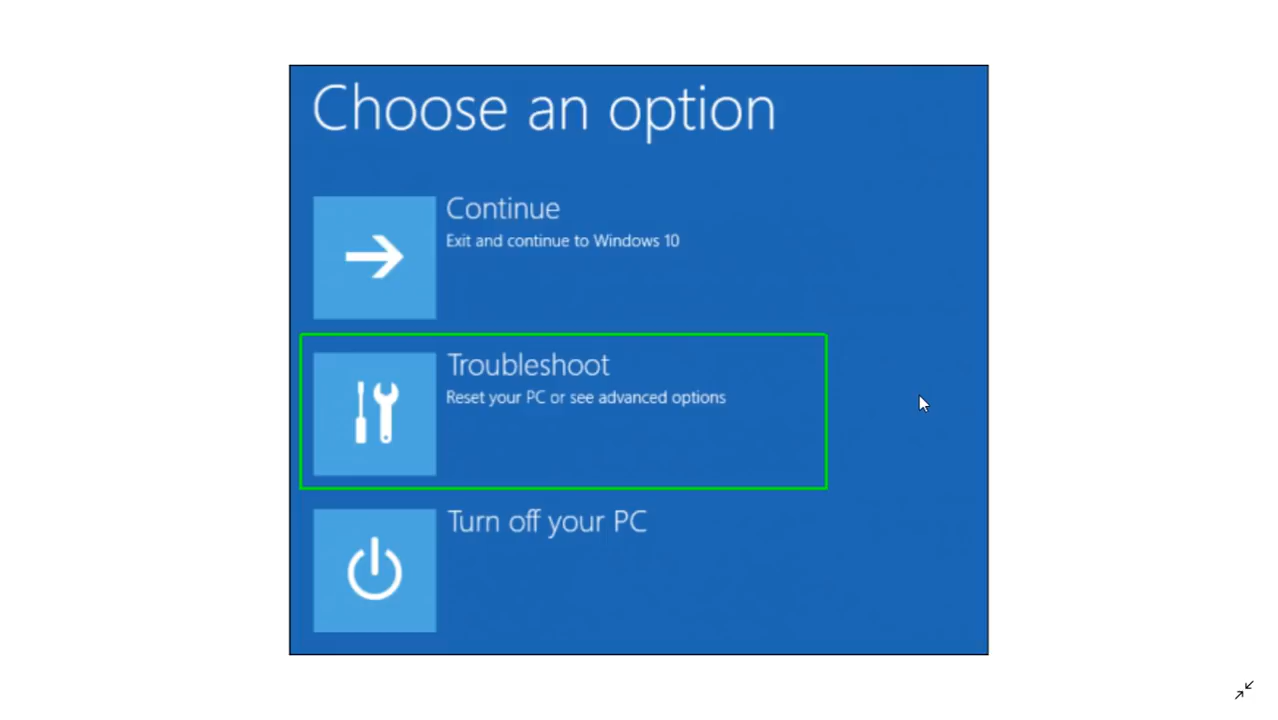 Choose an option
Continue
Exit and continue to Windows 10
Troubleshoot
Reset your PC or see advanced options
Turn off your PC